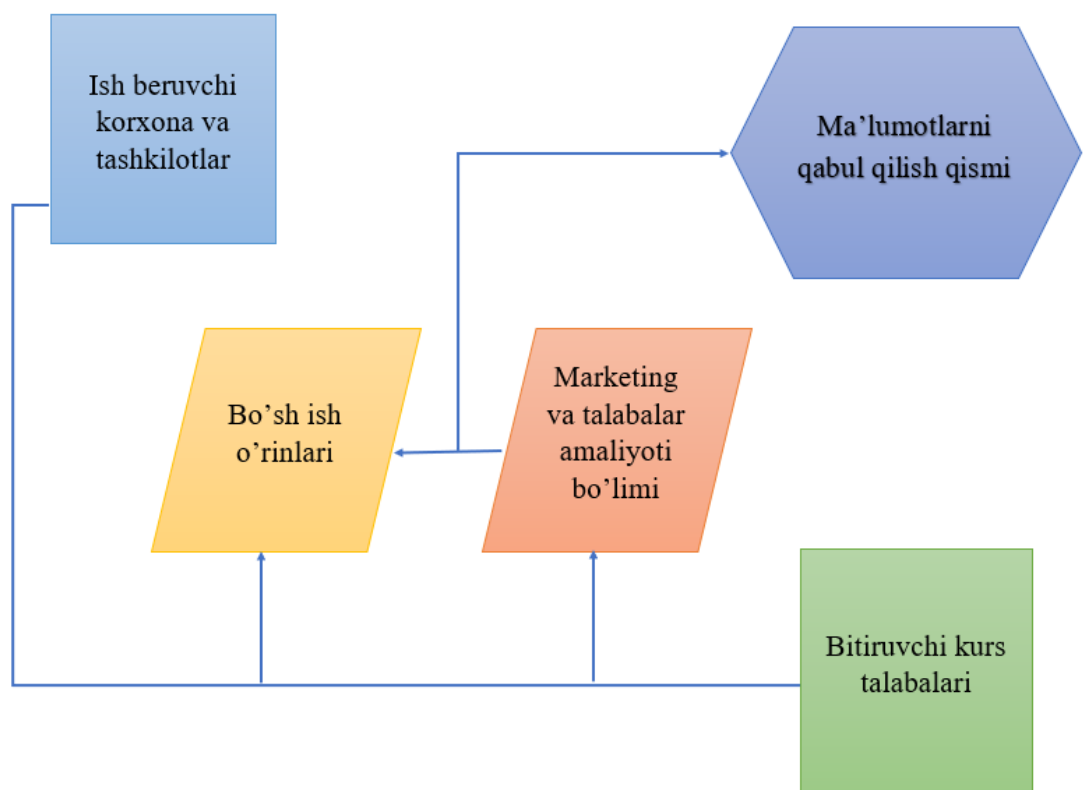 Ish beruvchi
korxona va
tashkilotlar
Ma’lumotlarni
qabul qilish qismi
Bo’sh ish
o’rinlari
Marketing
va talabalar
amaliyoti
bo’limi
Bitiruvchi kurs
talabalari